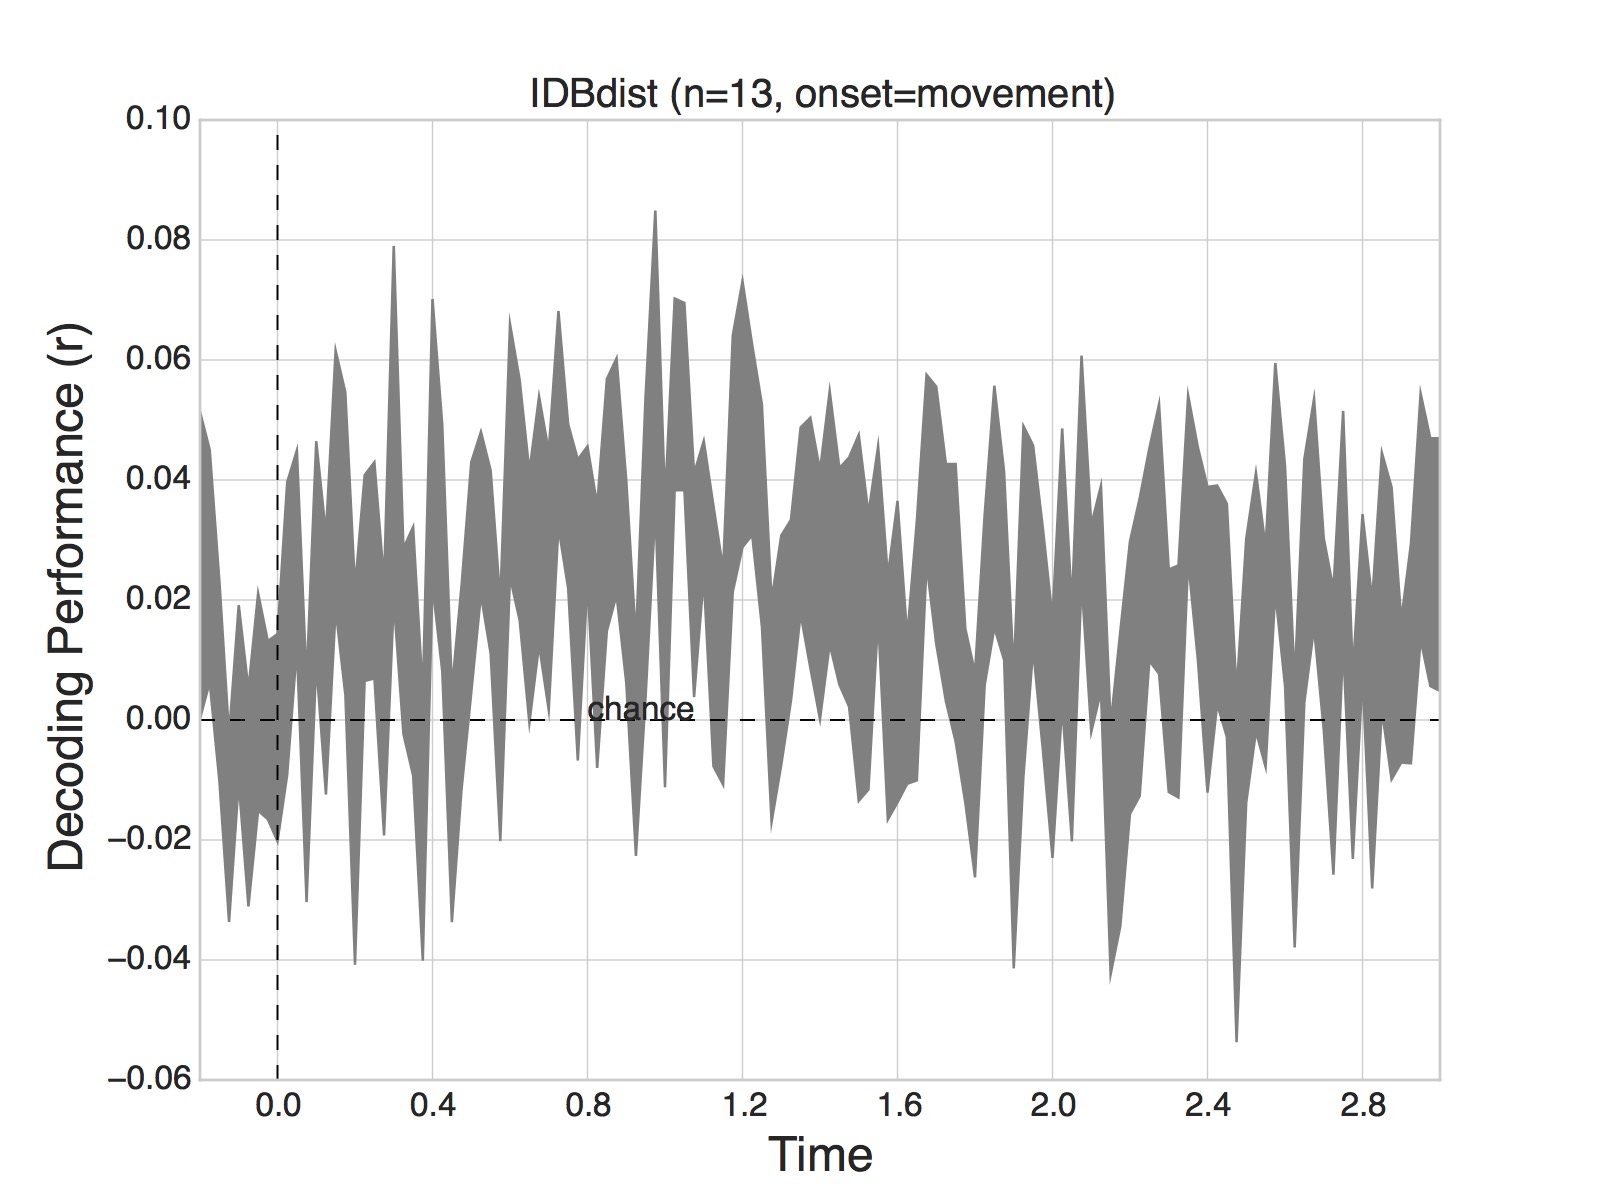 IDBdist (n=13, onset=movement)
0.10
0.08
0.06
0.04
0.02
0.00
−0.02
−0.04
−0.06
Decoding Performance (r)
chance
0.0 0.4 0.8 1.2 1.6 2.0 2.4 2.8
Time